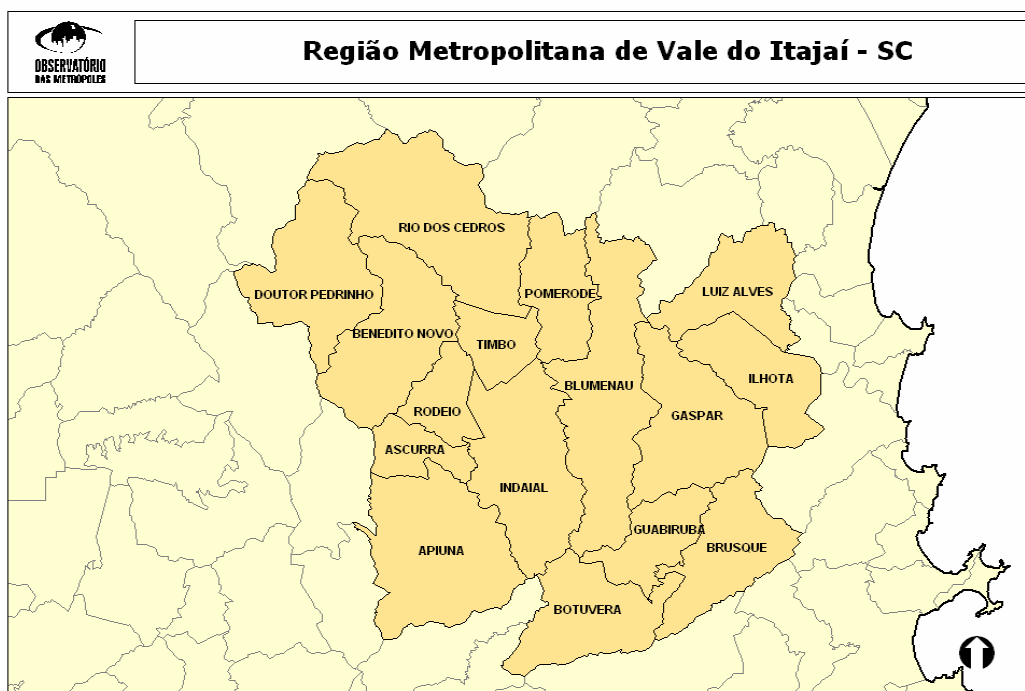 OBSERVATÓRIO
DAS METRÓPOLES
Região Metropolitana de Vale do Itajaí - SC
RIO DOS CEDROS
DOUTOR PEDRINHO
POMERODE
LUIZ ALVES
BENEDITO NOVO
TIMBO
ILHOTA
BLUMENAU
RODEIO
GASPAR
ASCURRA
INDAIAL
GUABIRUBA
BRUSQUE
APIUNA
BOTUVERA